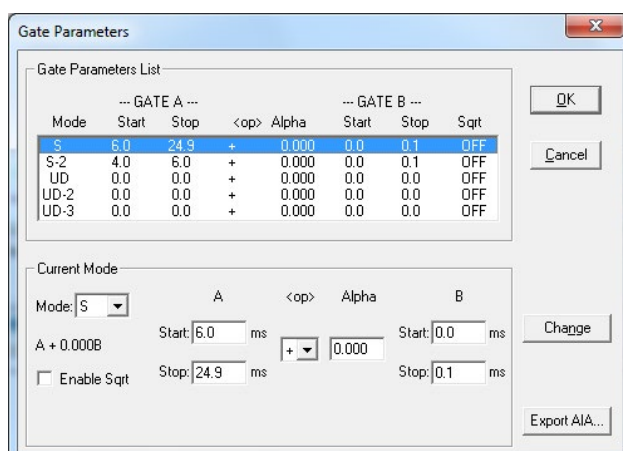 Gate Parameters
Gate Parameters List
--- GATE A --- --- GATE B ---
Mode Start Stop <op> Alpha Start Stop Sqrt
S 6.0 24.9 + 0.000 0.0 0.1 OFF
S-2 4.0 6.0 + 0.000 0.0 0.1 OFF
UD 0.0 0.0 + 0.000 0.0 0.0 OFF
UD-2 0.0 0.0 + 0.000 0.0 0.0 OFF
UD-3 0.0 0.0 + 0.000 0.0 0.0 OFF
OK
Cancel
Current Mode
A <op> Alpha B
Mode: S
Start: 6.0 ms + 0.000 Start: 0.0 ms
A + 0.000B
Enable Sqrt
Stop: 24.9 ms Stop: 0.1 ms
Change
Export AIA...